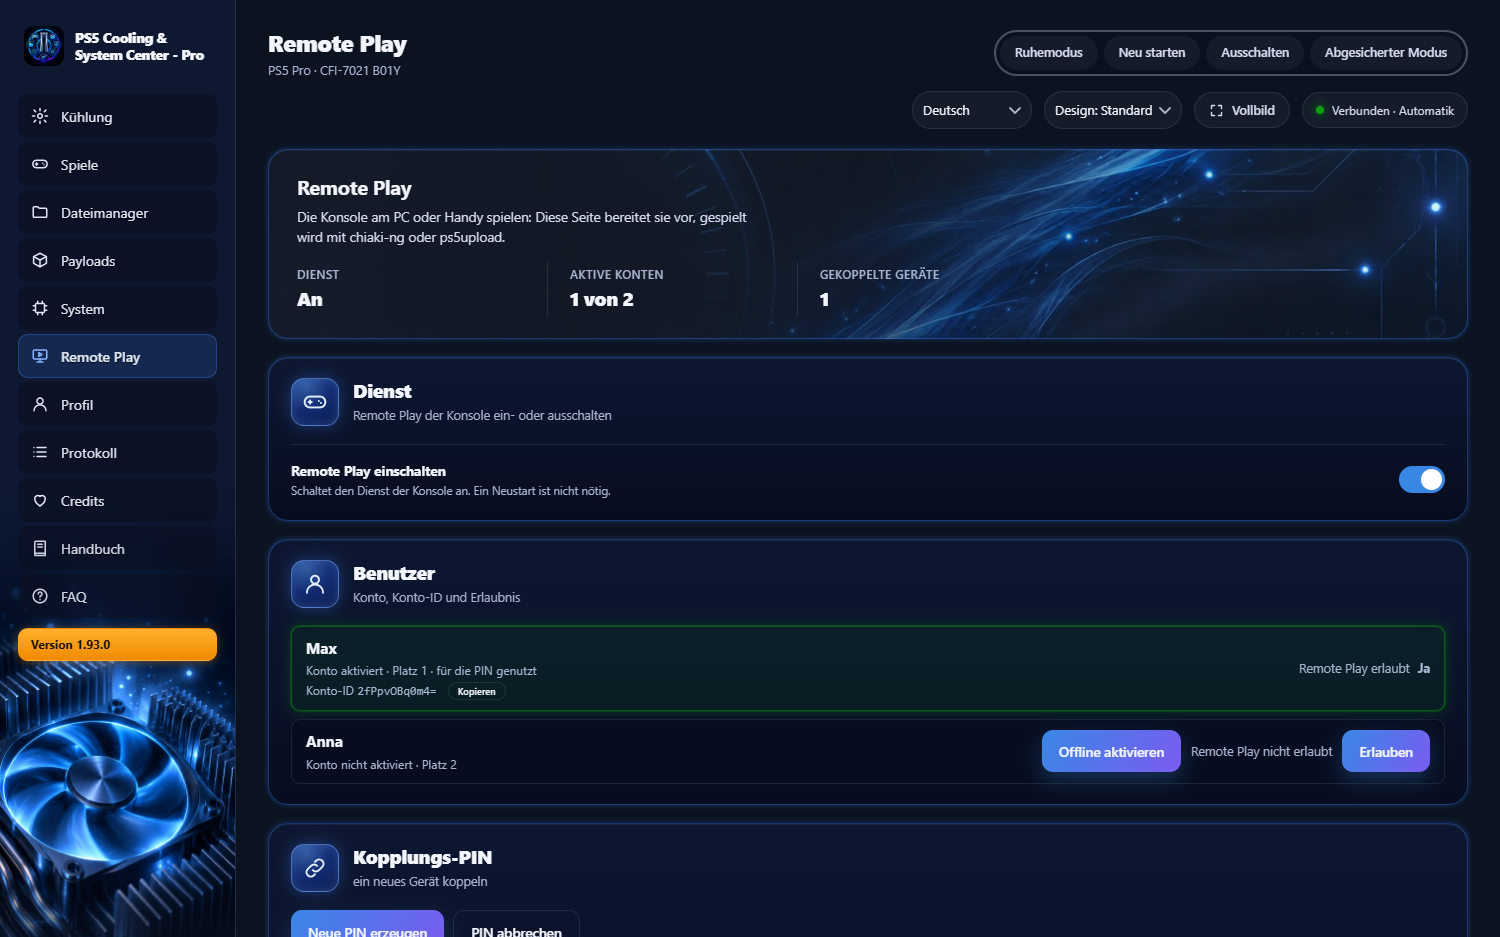 PS5 Cooling &
System Center - Pro
Kühlung
Spiele
Dateimanager
Payloads
System
Remote Play
Profil
Protokoll
Credits
Handbuch
FAQ
Version 1.93.0
Remote Play
PS5 Pro · CFI-7021 B01Y
Ruhemodus
Neu starten
Ausschalten
Abgesicherter Modus
Deutsch
Design: Standard
Vollbild
Verbunden · Automatik
Remote Play
Die Konsole am PC oder Handy spielen: Diese Seite bereitet sie vor, gespielt
wird mit chiaki-ng oder ps5upload.
DIENST
An
AKTIVE KONTEN
1 von 2
GEKOPPELTE GERÄTE
1
Dienst
Remote Play der Konsole ein- oder ausschalten
Remote Play einschalten
Schaltet den Dienst der Konsole an. Ein Neustart ist nicht nötig.
Benutzer
Konto, Konto-ID und Erlaubnis
Max
Konto aktiviert · Platz 1 · für die PIN genutzt
Konto-ID 2fPpvOBq0m4=
Kopieren
Remote Play erlaubt Ja
Anna
Konto nicht aktiviert · Platz 2
Offline aktivieren
Remote Play nicht erlaubt
Erlauben
Kopplungs-PIN
ein neues Gerät koppeln
Neue PIN erzeugen
PIN abbrechen